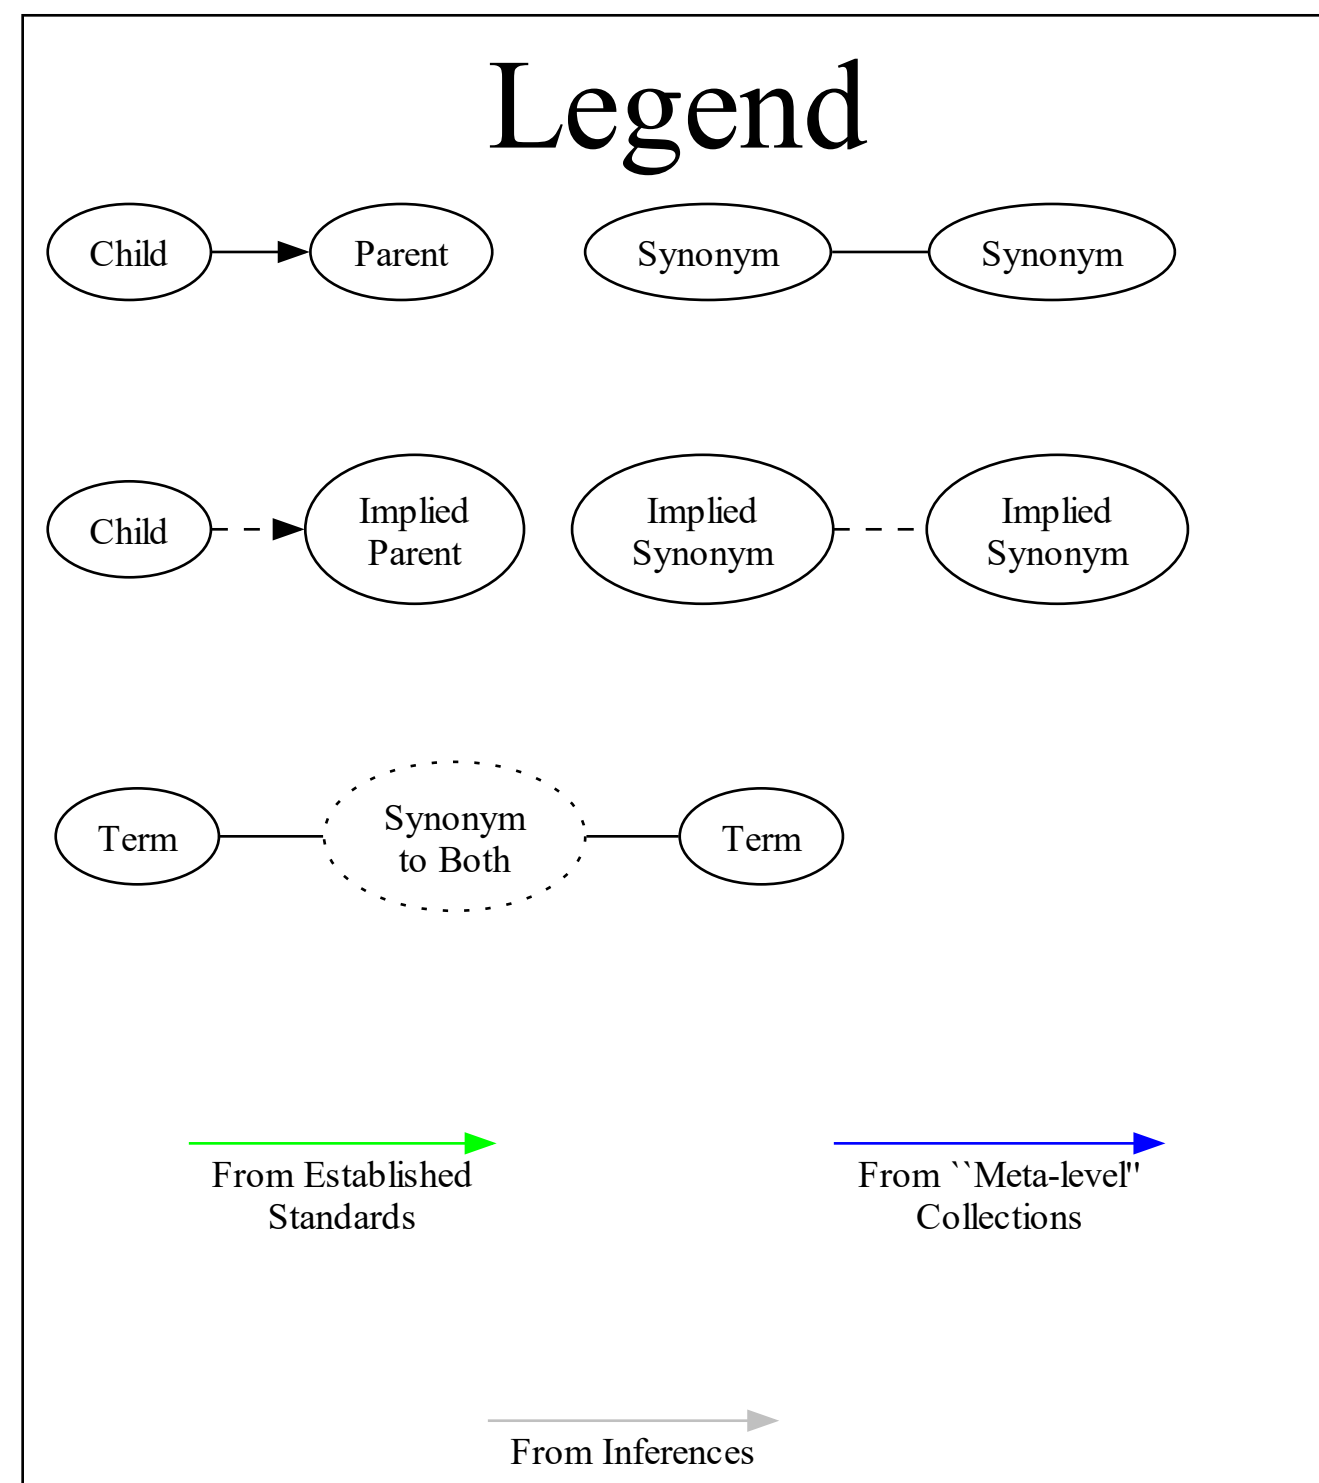 Legend
Child
Parent
Synonym
Synonym
Child
Implied
Parent
Implied
Synonym
Implied
Synonym
Term
Synonym
to Both
Term
From Established
Standards
From ``Meta-level"
Collections
From Inferences